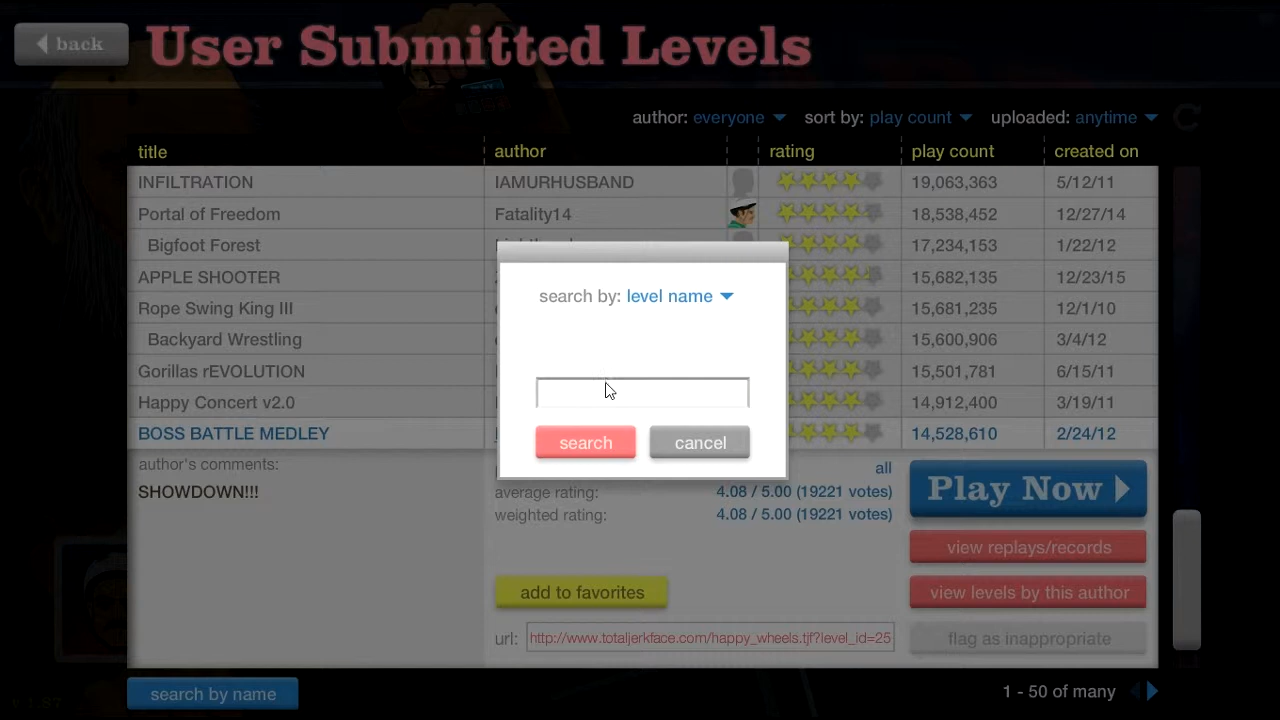 back
User Submitted Levels
author: everyone sort by: play count uploaded: anytime
title author rating play count created on
INFILTRATION IAMURHUSBAND 19,063,363 5/12/11
Portal of Freedom Fatality14 18,538,452 12/27/14
Bigfoot Forest 17,234,153 1/22/12
APPLE SHOOTER 15,682,135 12/23/15
Rope Swing King III 15,681,235 12/1/10
Backyard Wrestling 15,600,906 3/4/12
Gorillas rEVOLUTION 15,501,781 6/15/11
Happy Concert v2.0 14,912,400 3/19/11
BOSS BATTLE MEDLEY 14,528,610 2/24/12
search by: level name
search cancel
author's comments:
SHOWDOWN!!!
all
average rating: 4.08 / 5.00 (19221 votes)
weighted rating: 4.08 / 5.00 (19221 votes)
Play Now
view replays/records
add to favorites
view levels by this author
url: http://www.totaljerkface.com/happy_wheels.tjf?level_id=25
flag as inappropriate
search by name
1 - 50 of many
v 1.87